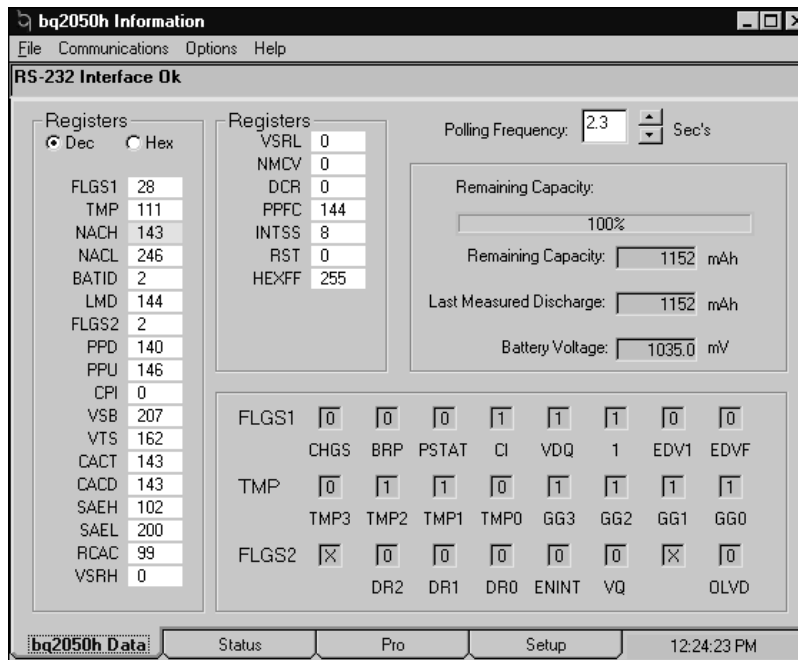 bq2050h Information
File Communications Options Help
RS-232 Interface Ok
Registers
Dec Hex
FLGS1 28
TMP 111
NACH 143
NACL 246
BATID 2
LMD 144
FLGS2 2
PPD 140
PPU 146
CPI 0
VSB 207
VTS 162
CACT 143
CACD 143
SAEH 102
SAEL 200
RCAC 99
VSRH 0
Registers
VSRL 0
NMCV 0
DCR 0
PPFC 144
INTSS 8
RST 0
HEXFF 255
Polling Frequency: 2.3 Sec's
Remaining Capacity:
100%
Remaining Capacity: 1152 mAh
Last Measured Discharge: 1152 mAh
Battery Voltage: 1035.0 mV
FLGS1 0 0 0 1 1 1 0 0
CHGS BRP PSTAT CI VDQ 1 EDV1 EDVF
TMP 0 1 1 0 1 1 1 1
TMP3 TMP2 TMP1 TMP0 GG3 GG2 GG1 GG0
FLGS2 X 0 0 0 0 0 X 0
DR2 DR1 DR0 ENINT VQ OLVD
bq2050h Data Status Pro Setup 12:24:23 PM